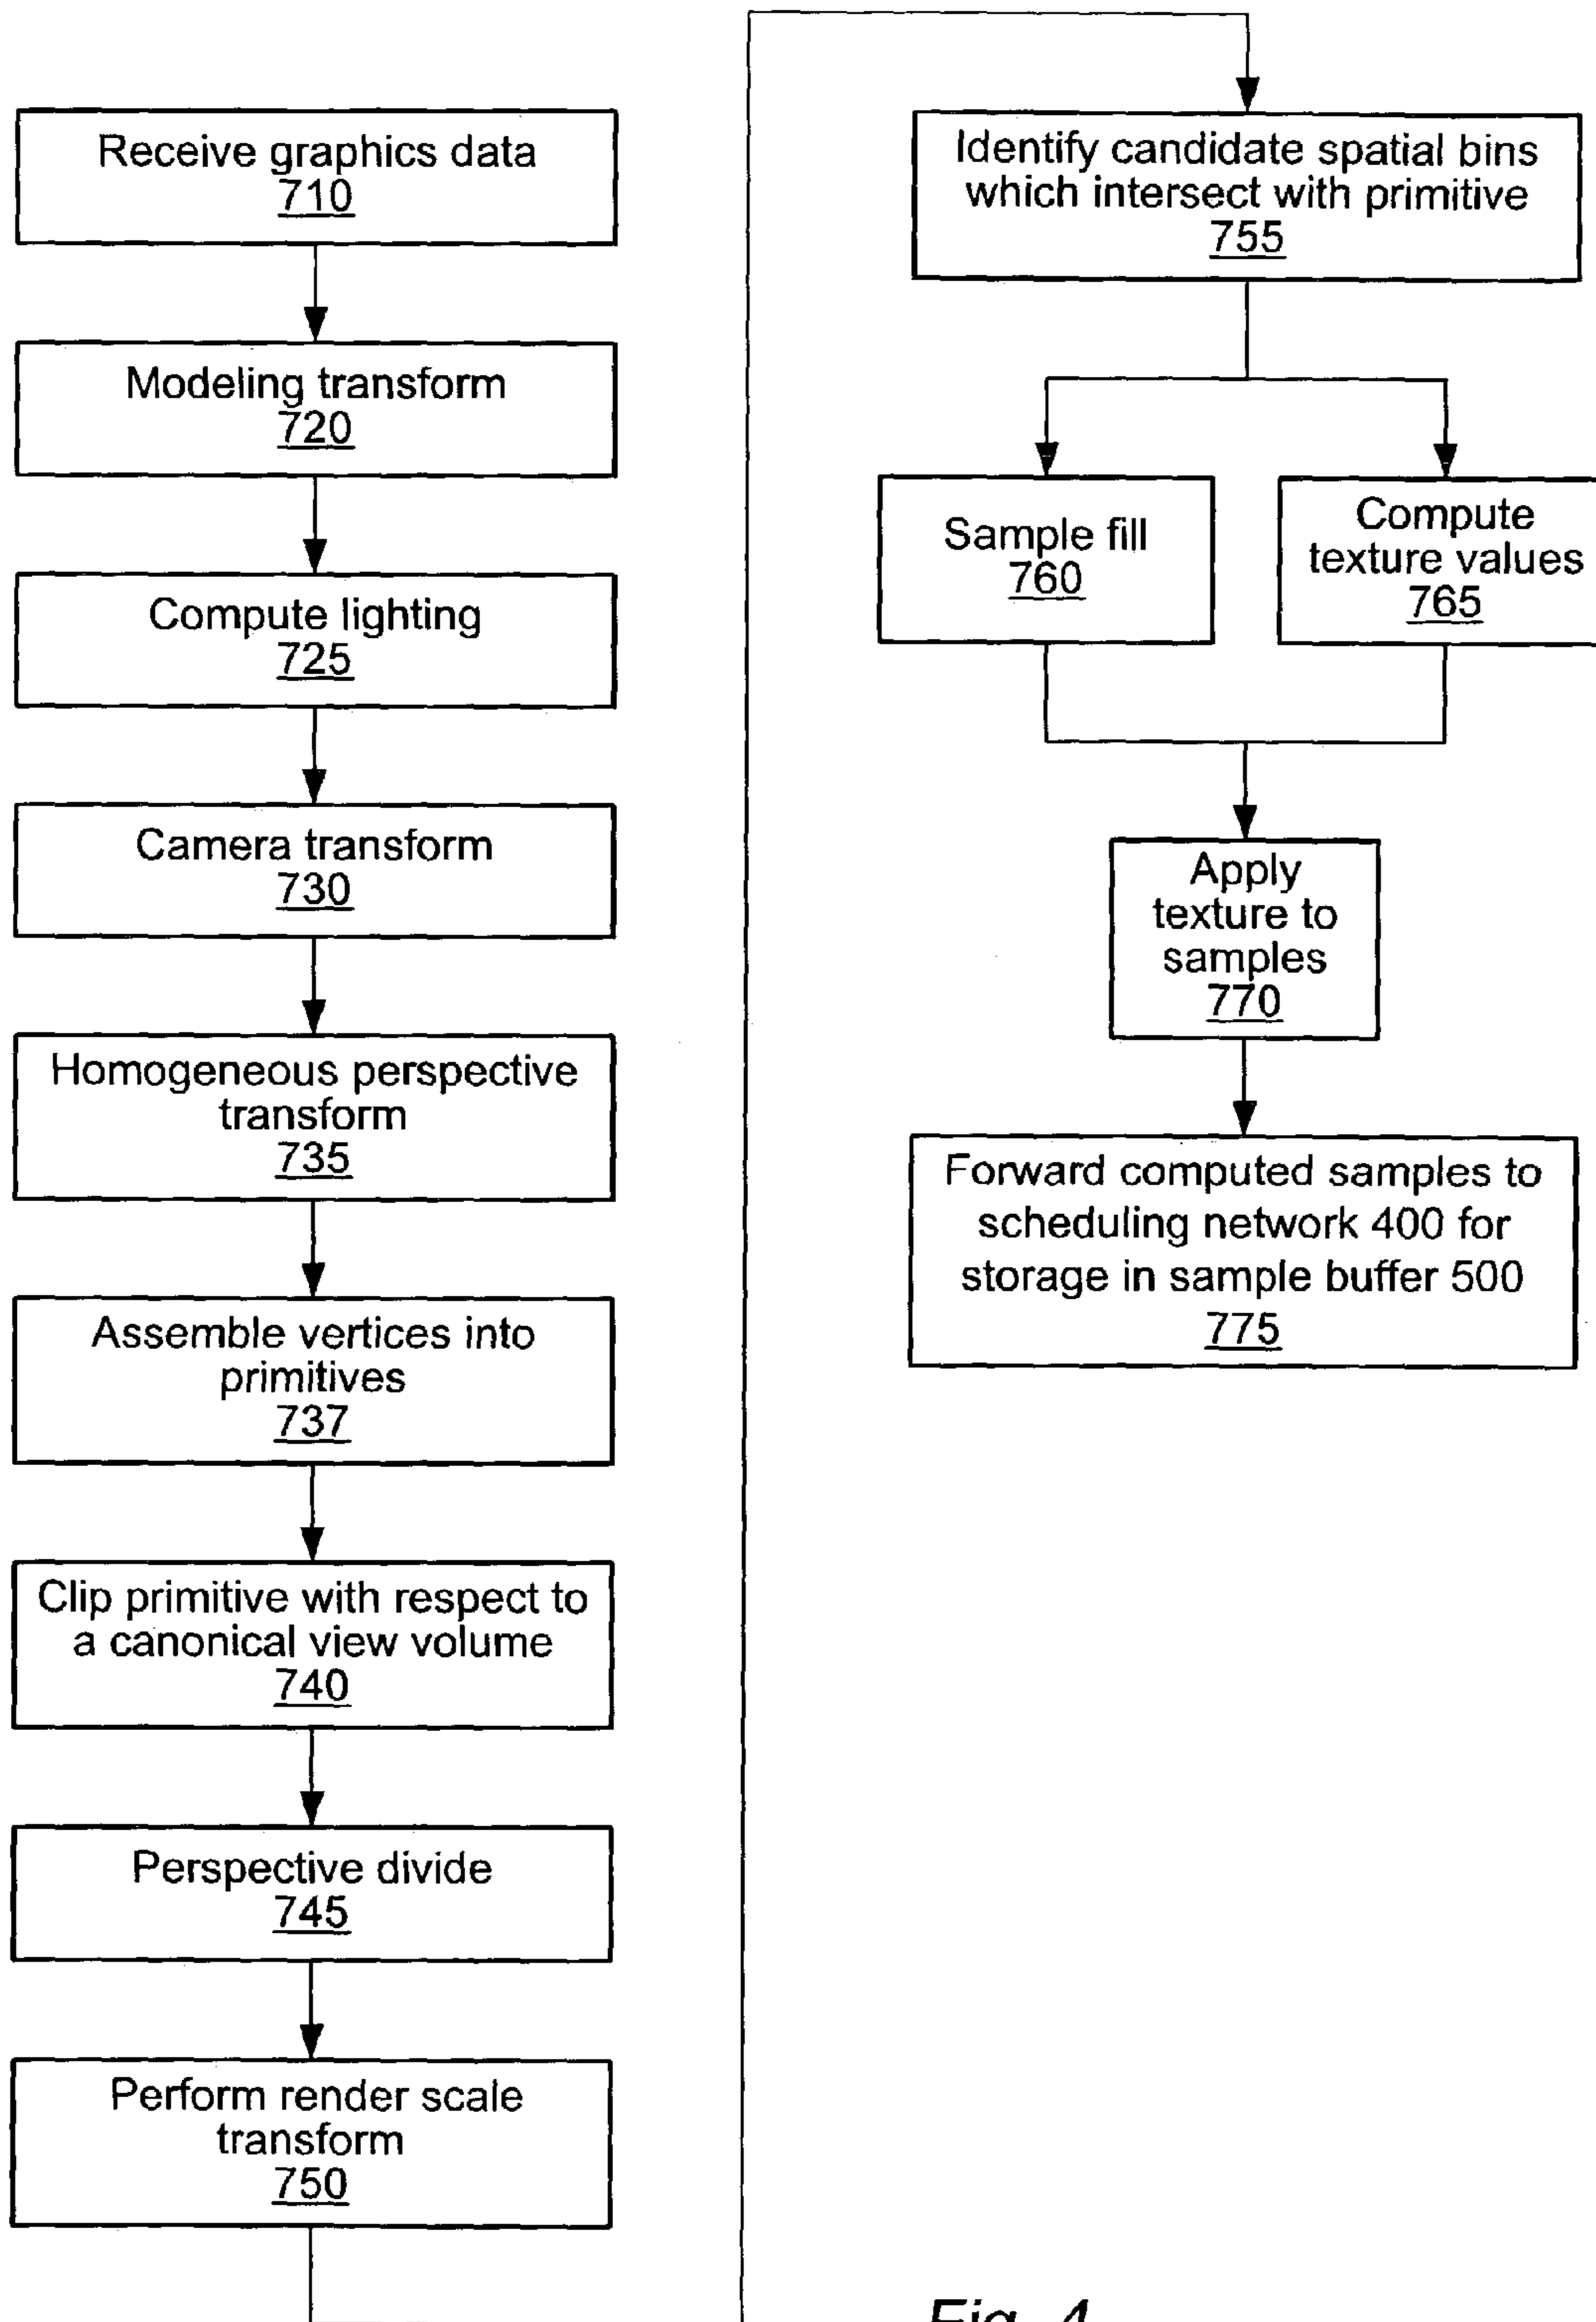 Receive graphics data
710
Modeling transform
720
Compute lighting
725
Camera transform
730
Homogeneous perspective
transform
735
Assemble vertices into
primitives
737
Clip primitive with respect to
a canonical view volume
740
Perspective divide
745
Perform render scale
transform
750
Identify candidate spatial bins
which intersect with primitive
755
Sample fill
760
Compute
texture values
765
Apply
texture to
samples
770
Forward computed samples to
scheduling network 400 for
storage in sample buffer 500
775
Fig. 4